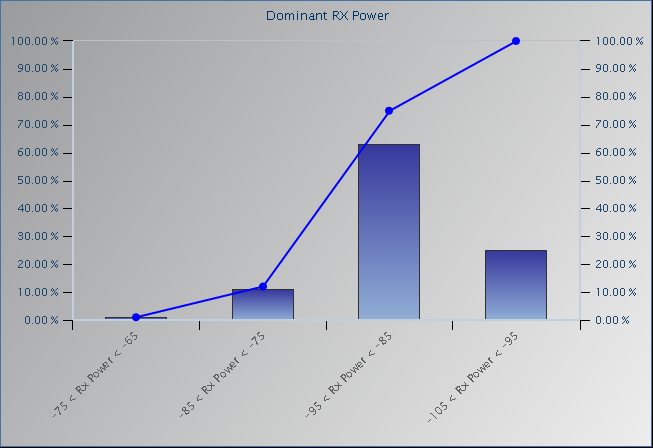 Dominant RX Power
100.00 % 100.00 %
90.00 % 90.00 %
80.00 % 80.00 %
70.00 % 70.00 %
60.00 % 60.00 %
50.00 % 50.00 %
40.00 % 40.00 %
30.00 % 30.00 %
20.00 % 20.00 %
10.00 % 10.00 %
0.00 % 0.00 %
-75 < Rx Power < -65
-85 < Rx Power < -75
-95 < Rx Power < -85
-105 < Rx Power < -95